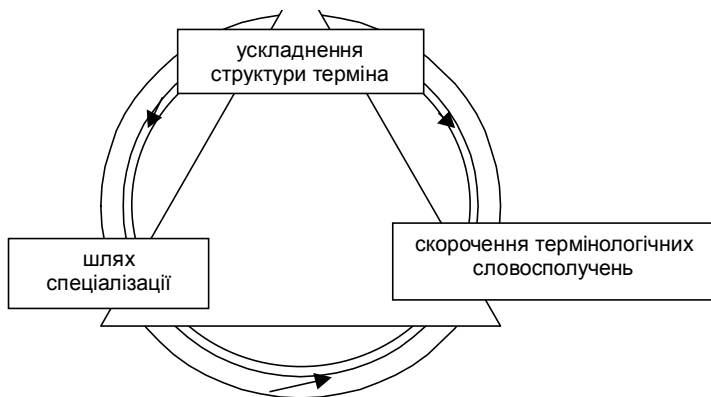 ускладнення
структури терміна
шлях
спеціалізації
скорочення термінологічних
словосполучень